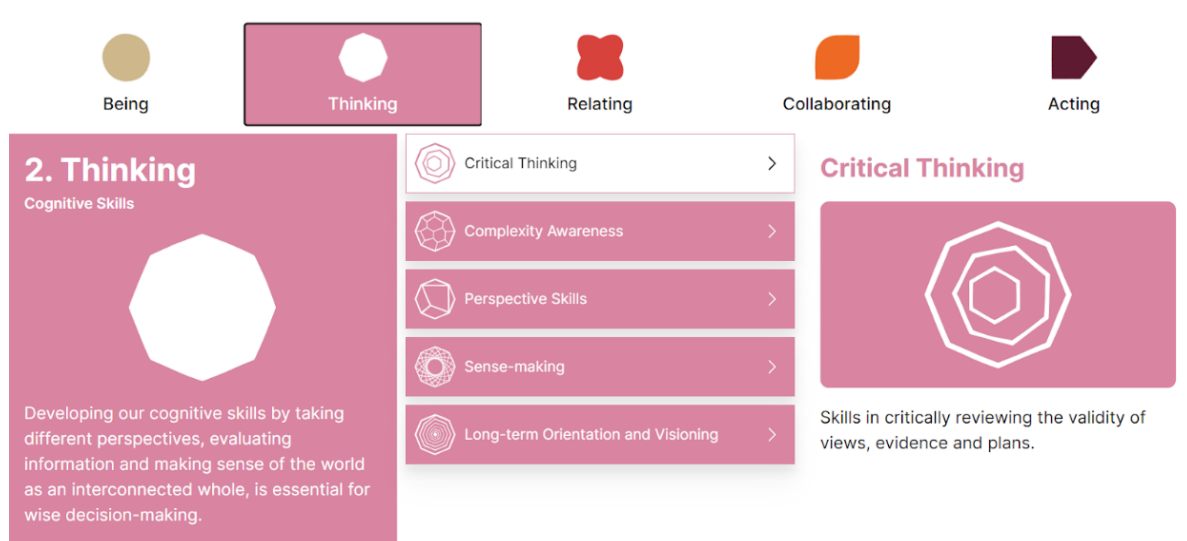 Being
Thinking
Relating
Collaborating
Acting
2. Thinking
Cognitive Skills
Developing our cognitive skills by taking
different perspectives, evaluating
information and making sense of the world
as an interconnected whole, is essential for
wise decision-making.
Critical Thinking
Complexity Awareness
Perspective Skills
Sense-making
Long-term Orientation and Visioning
Critical Thinking
Skills in critically reviewing the validity of
views, evidence and plans.